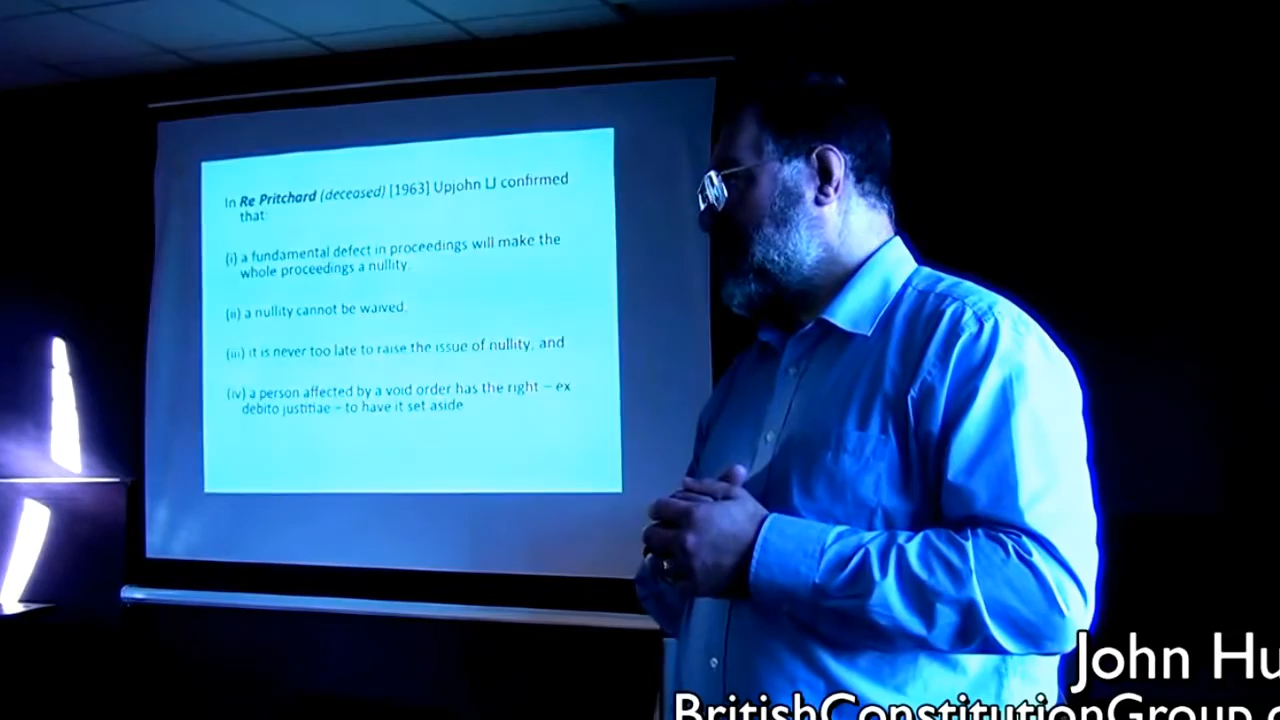 In Re Pritchard (deceased) [1963] Upjohn LJ confirmed
that:
(i) a fundamental defect in proceedings will make the
whole proceedings a nullity.
(ii) a nullity cannot be waived.
(iii) it is never too late to raise the issue of nullity, and
(iv) a person affected by a void order has the right – ex
debito justitiae – to have it set aside
John Hu
BritishConstitutionGroup.c